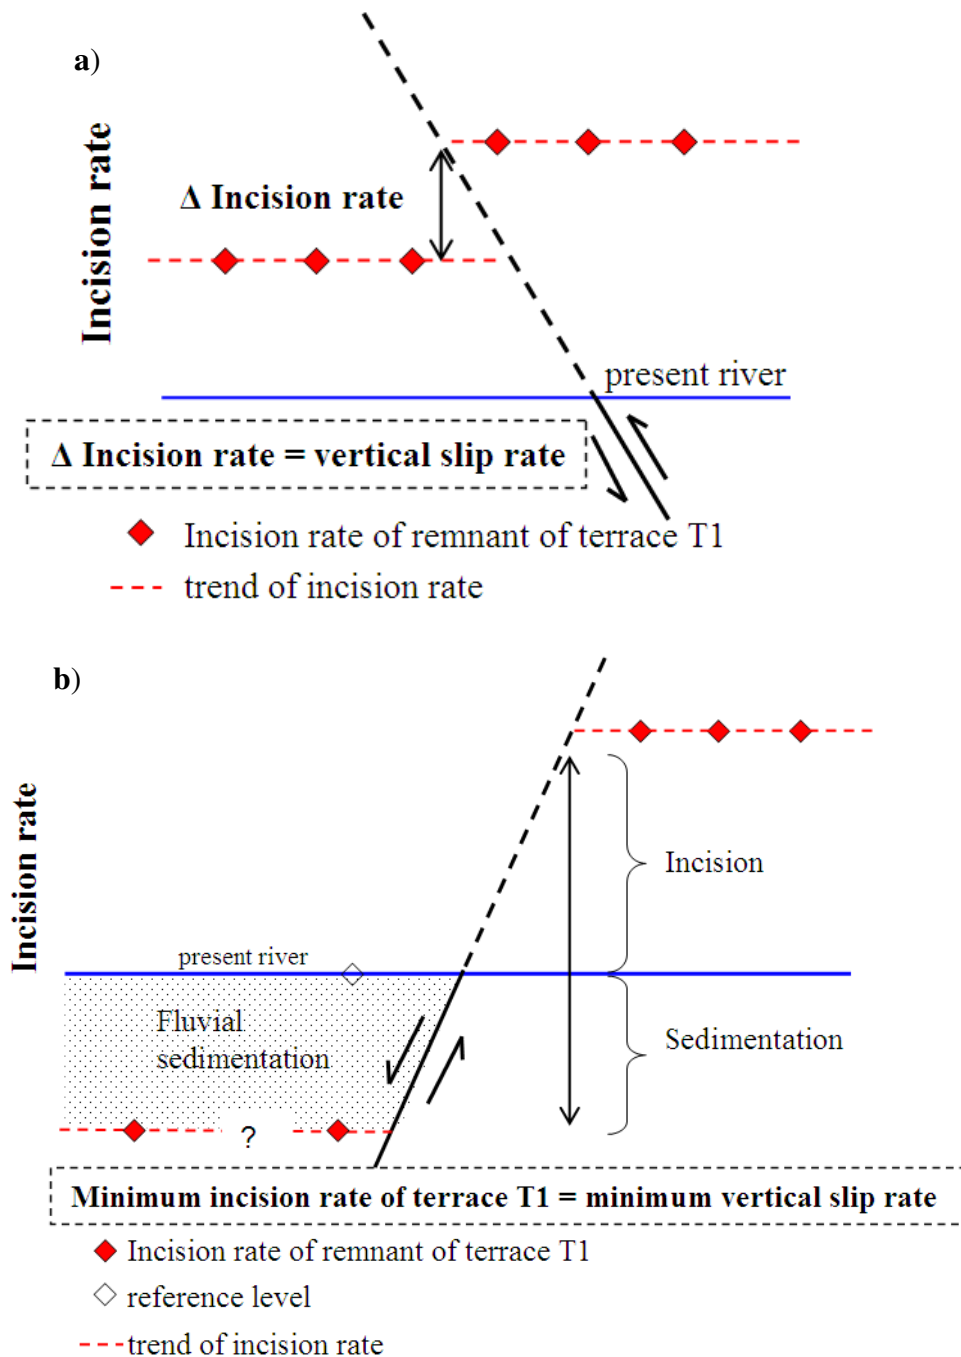 a)
Incision rate
Δ Incision rate
present river
Δ Incision rate = vertical slip rate
Incision rate of remnant of terrace T1
trend of incision rate
b)
Incision rate
Incision
present river
Fluvial
sedimentation
Sedimentation
?
Minimum incision rate of terrace T1 = minimum vertical slip rate
Incision rate of remnant of terrace T1
reference level
trend of incision rate